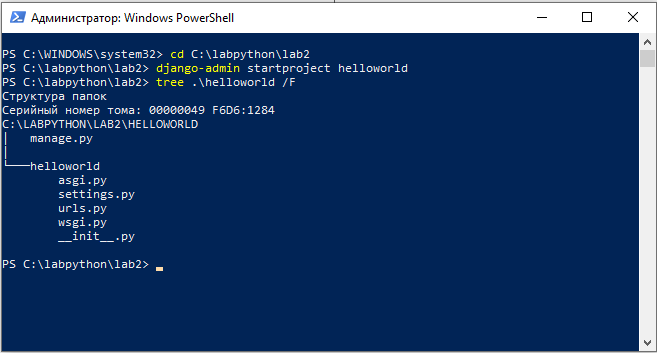 Администратор: Windows PowerShell
PS C:\WINDOWS\system32> cd C:\labpython\lab2
PS C:\labpython\lab2> django-admin startproject helloworld
PS C:\labpython\lab2> tree .\helloworld /F
Структура папок
Серийный номер тома: 00000049 F6D6:1284
C:\LABPYTHON\LAB2\HELLOWORLD
│   manage.py
│
└───helloworld
        asgi.py
        settings.py
        urls.py
        wsgi.py
        __init__.py
PS C:\labpython\lab2>